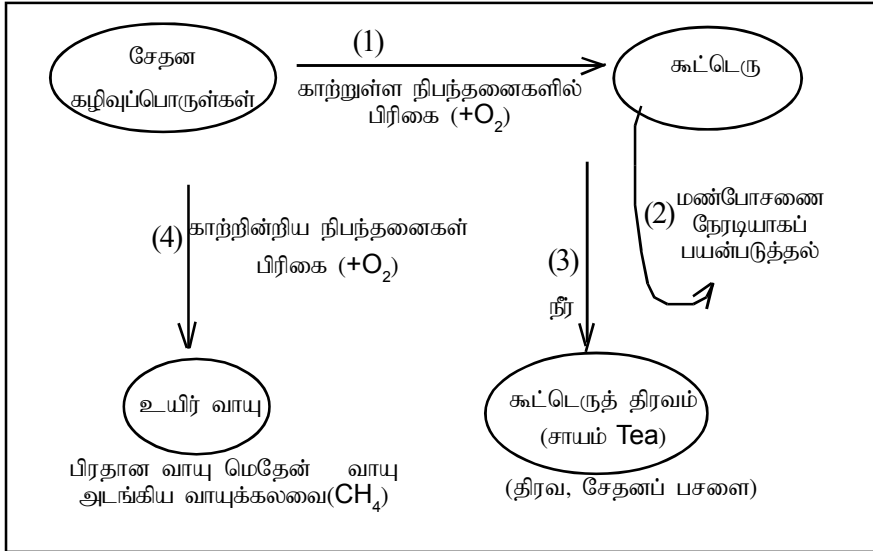 சேதன
கழிவுப்பொருள்கள்
(1)
காற்றுள்ள நிபந்தனைகளில்
பிரிகை (+O₂)
கூட்டெரு
(2) மண்போசணை
நேரடியாகப்
பயன்படுத்தல்
(3)
நீர்
(4) காற்றின்றிய நிபந்தனைகள்
பிரிகை (+O₂)
உயிர் வாயு
பிரதான வாயு மெதேன் வாயு
அடங்கிய வாயுக்கலவை(CH₄)
கூட்டெருத் திரவம்
(சாயம் Tea)
(திரவ, சேதனப் பசளை)